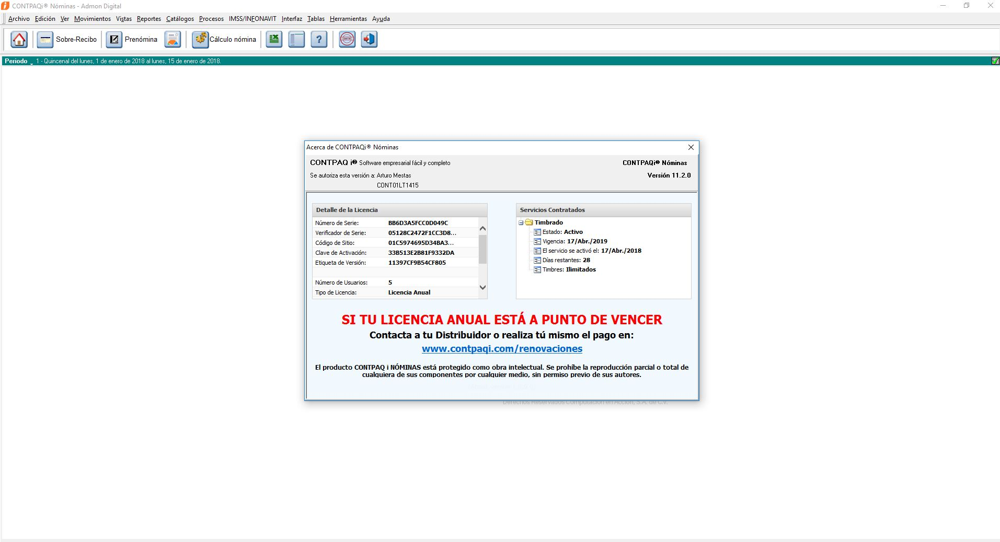 CONTPAQi® Nóminas - Admon Digital
Archivo Edición Ver Movimientos Vistas Reportes Catálogos Procesos IMSS/INFONAVIT Interfaz Tablas Herramientas Ayuda
Sobre-Recibo Prenómina Cálculo nómina
Periodo 1 - Quincenal del lunes, 1 de enero de 2018 al lunes, 15 de enero de 2018.
Acerca de CONTPAQi® Nóminas
CONTPAQ i® Software empresarial fácil y completo
CONTPAQi® Nóminas
Se autoriza esta versión a: Arturo Mestas
Versión 11.2.0
CONT01LT1415
Detalle de la Licencia
Número de Serie: BB6D3A5FCC0D049C
Verificador de Serie: 05128C2472F1CC3D8...
Código de Sitio: 01C5974695D34BA3...
Clave de Activación: 33B513E2B81F9332DA
Etiqueta de Versión: 11397CF9B54CF805
Número de Usuarios: 5
Tipo de Licencia: Licencia Anual
Servicios Contratados
Timbrado
Estado: Activo
Vigencia: 17/Abr./2019
El servicio se activó el: 17/Abr./2018
Días restantes: 28
Timbres: Ilimitados
SI TU LICENCIA ANUAL ESTÁ A PUNTO DE VENCER
Contacta a tu Distribuidor o realiza tú mismo el pago en:
www.contpaqi.com/renovaciones
El producto CONTPAQ i NÓMINAS está protegido como obra intelectual. Se prohíbe la reproducción parcial o total de
cualquiera de sus componentes por cualquier medio, sin permiso previo de sus autores.
Derechos Reservados Computación en Acción, S.A. de C.V.